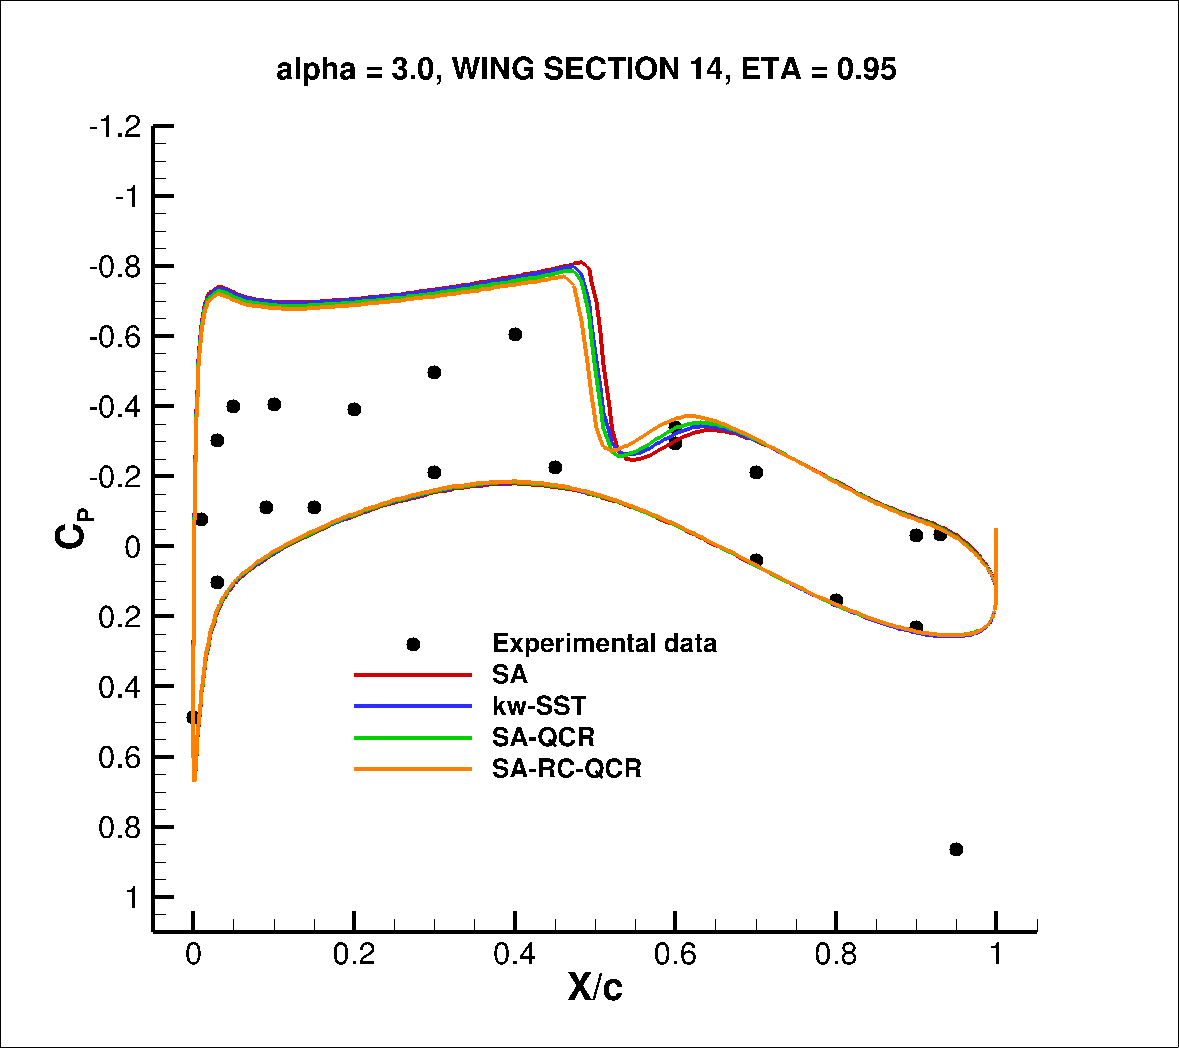 alpha = 3.0, WING SECTION 14, ETA = 0.95
-1.2
-1
-0.8
-0.6
-0.4
-0.2
0
0.2
0.4
0.6
0.8
1
CP
Experimental data
SA
kw-SST
SA-QCR
SA-RC-QCR
0 0.2 0.4 0.6 0.8 1
X/c